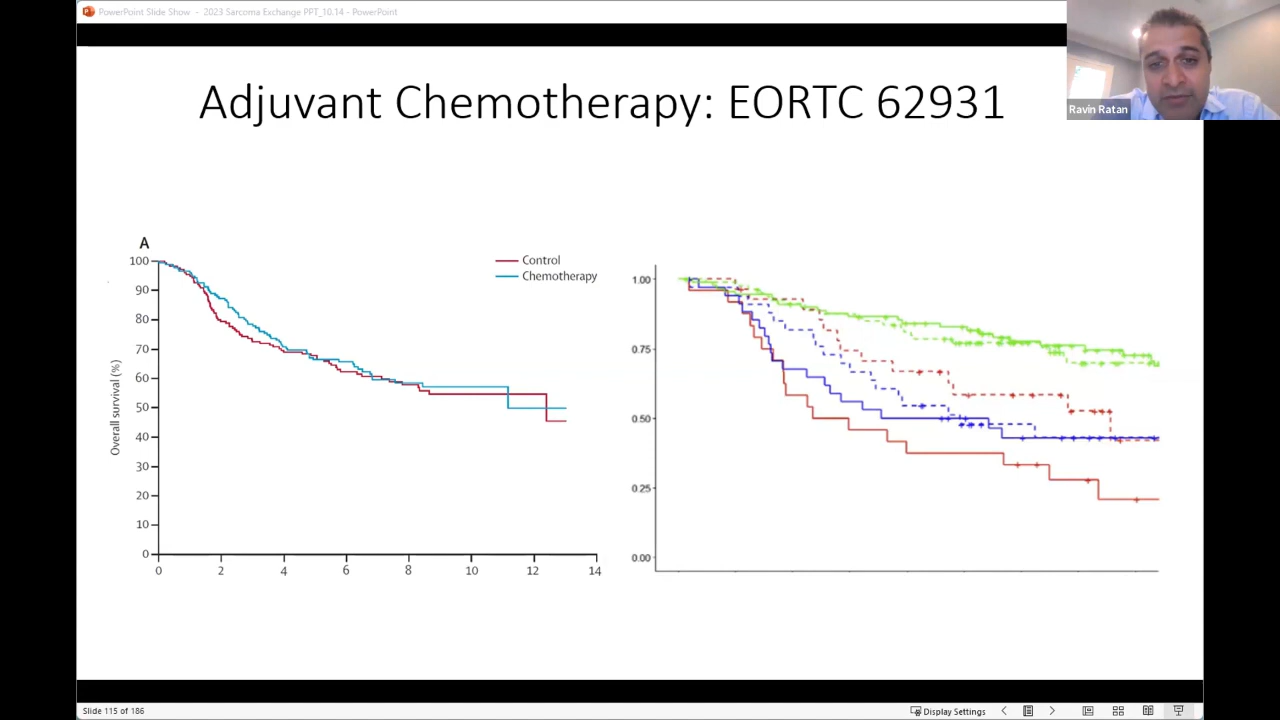 PowerPoint Slide Show - 2023 Sarcoma Exchange PPT_10.14 - PowerPoint
Ravin Ratan
Adjuvant Chemotherapy: EORTC 62931
A
Control
Chemotherapy
100
90
80
70
60
50
40
30
20
10
0
Overall survival (%)
0 2 4 6 8 10 12 14
1.00
0.75
0.50
0.25
0.00
Slide 115 of 186
Display Settings